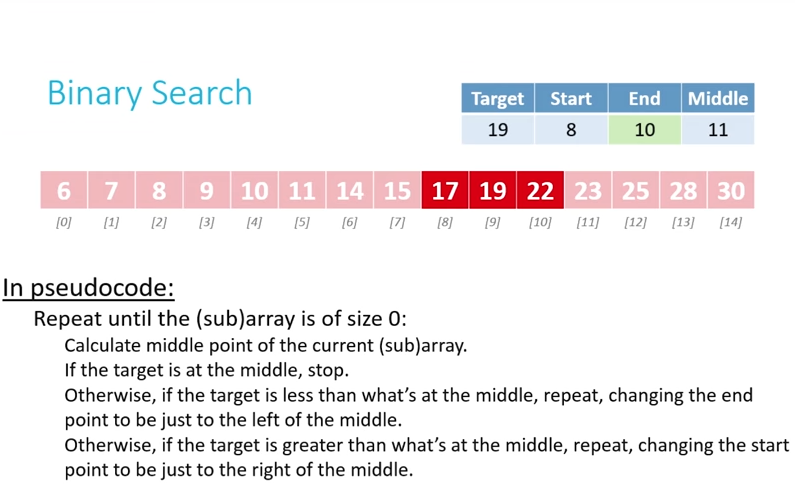 Binary Search
Target Start End Middle
19 8 10 11
6 7 8 9 10 11 14 15 17 19 22 23 25 28 30
[0] [1] [2] [3] [4] [5] [6] [7] [8] [9] [10] [11] [12] [13] [14]
In pseudocode:
Repeat until the (sub)array is of size 0:
Calculate middle point of the current (sub)array.
If the target is at the middle, stop.
Otherwise, if the target is less than what’s at the middle, repeat, changing the end
point to be just to the left of the middle.
Otherwise, if the target is greater than what’s at the middle, repeat, changing the start
point to be just to the right of the middle.